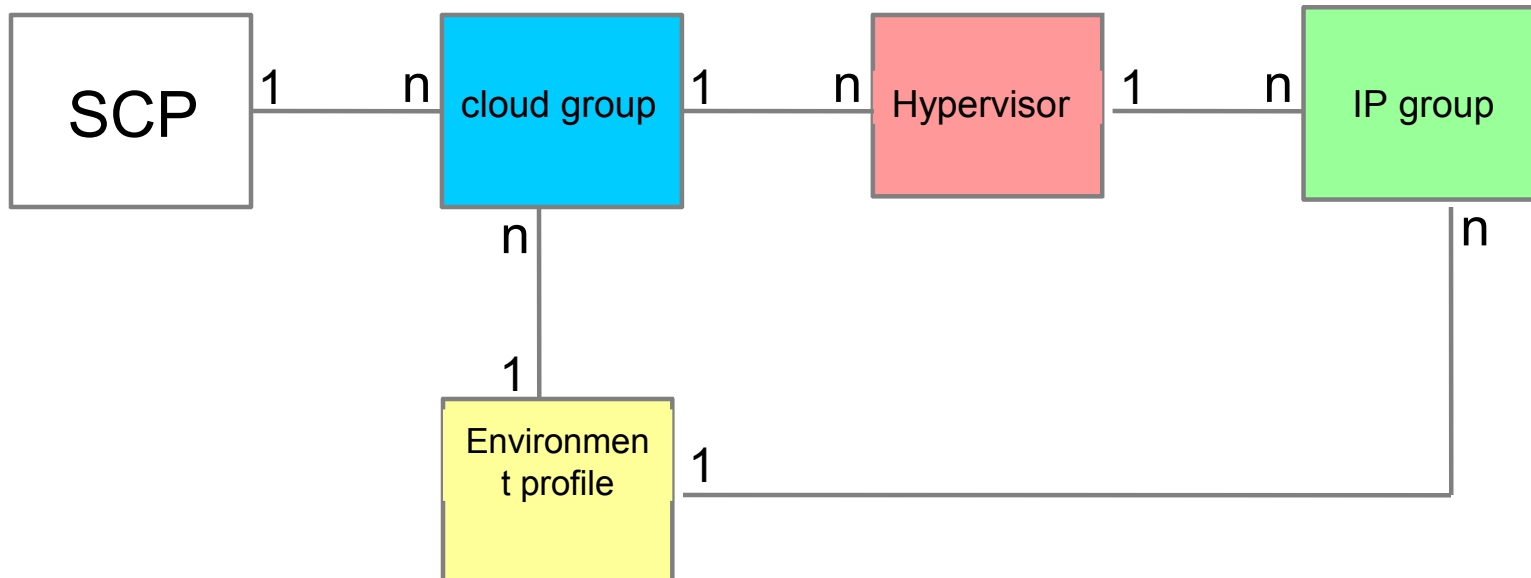 SCP
1
n
cloud group
1
n
Hypervisor
1
n
IP group
n
n
1
Environmen
t profile
1